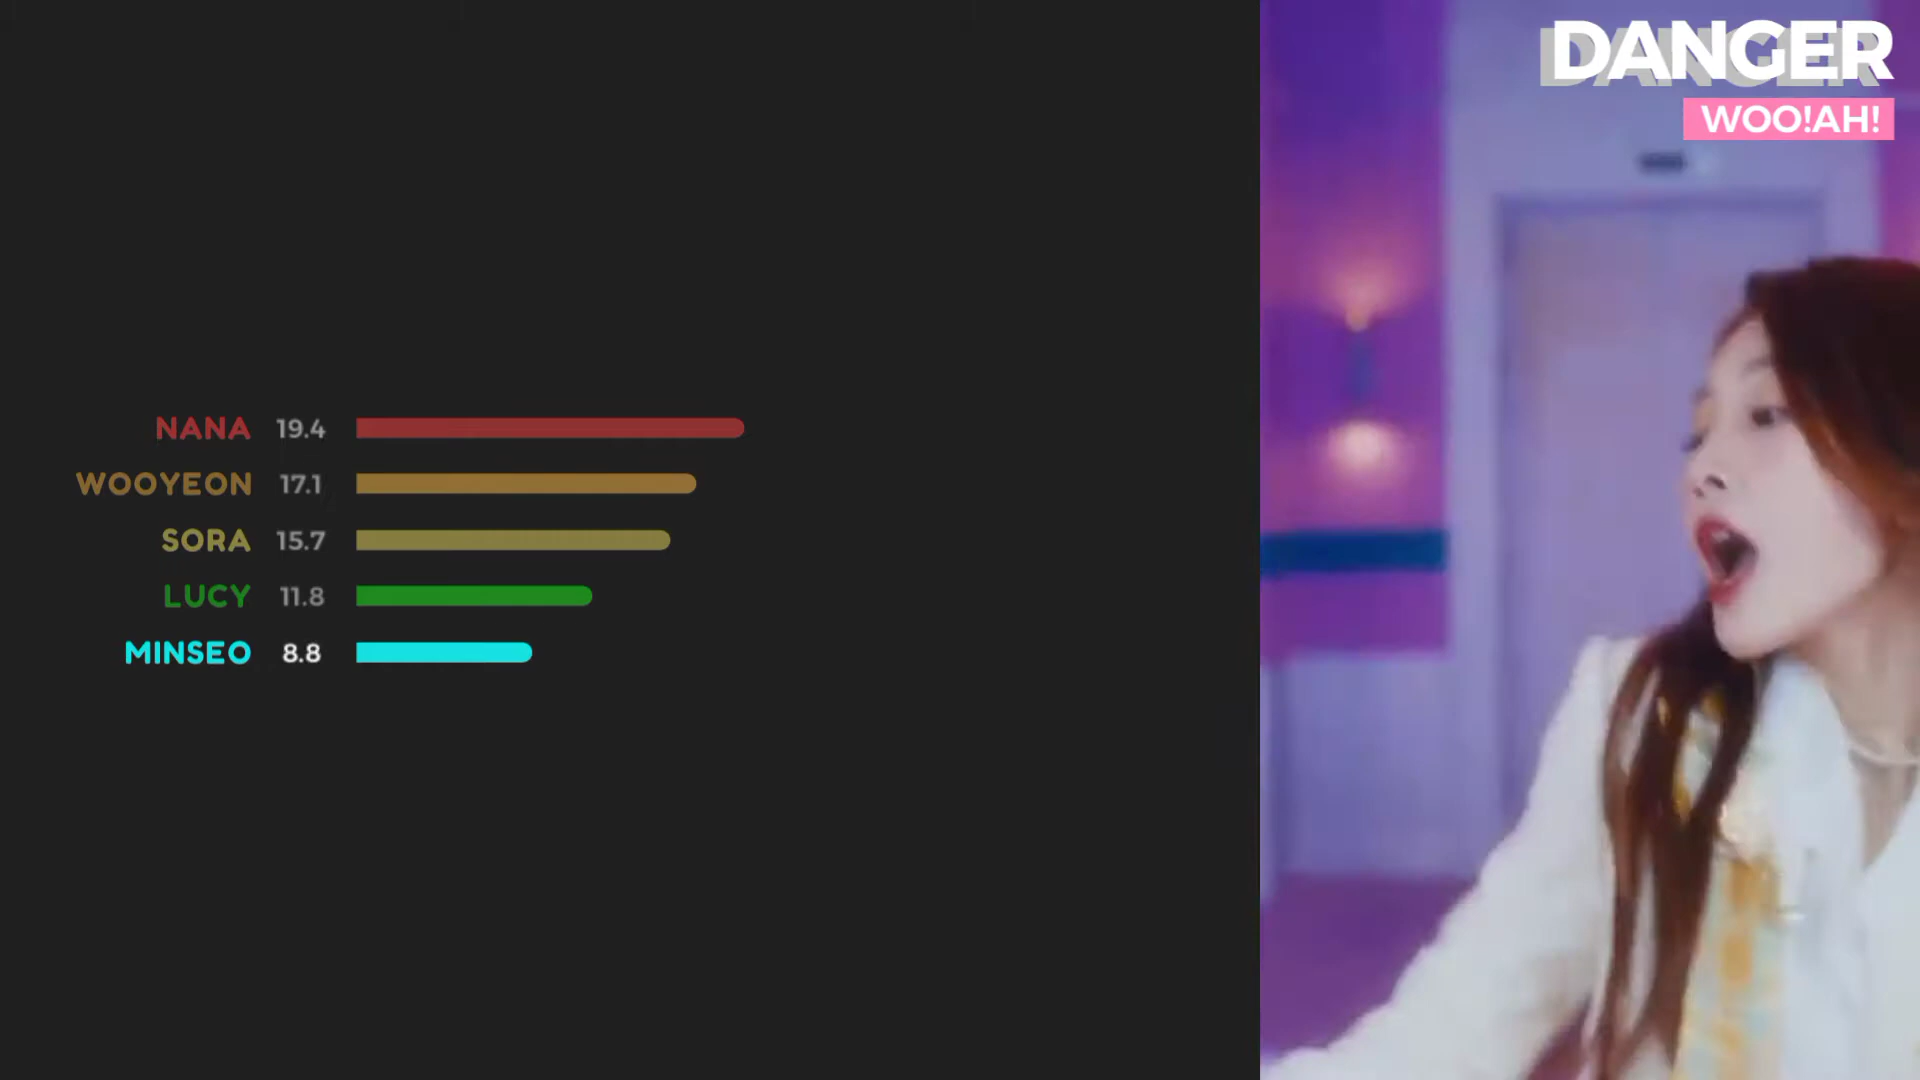 DANGER
WOO!AH!
NANA 19.4
WOOYEON 17.1
SORA 15.7
LUCY 11.8
MINSEO 8.8